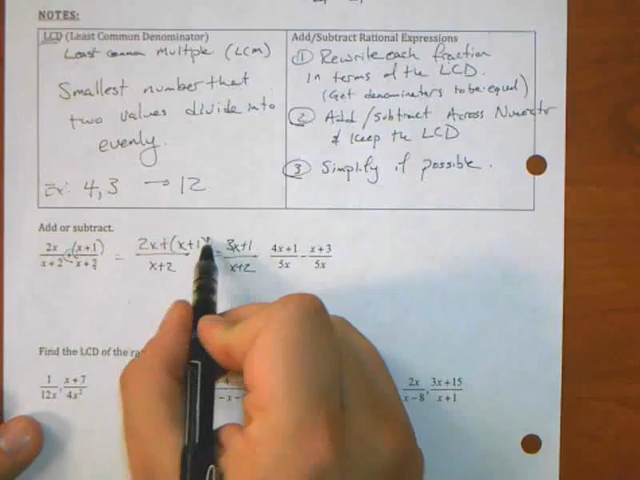 NOTES:
LCD (Least Common Denominator)
Least common Multiple (LCM)
Smallest number that
two values divide into
evenly.
Ex: 4, 3 → 12
Add/Subtract Rational Expressions
① Rewrite each fraction
in terms of the LCD.
(Get denominators to be equal)
② Add/Subtract Across Numerator
& Keep the LCD
③ Simplify if possible.
Add or subtract.
2x/(x+2) + (x+1)/(x+2) = 2x+(x+1)/(x+2) = 3x+1/(x+2) 4x+1/5x − x+3/5x
Find the LCD of the
1/12x, x+7/4x² 2x/x−8, 3x+15/x+1